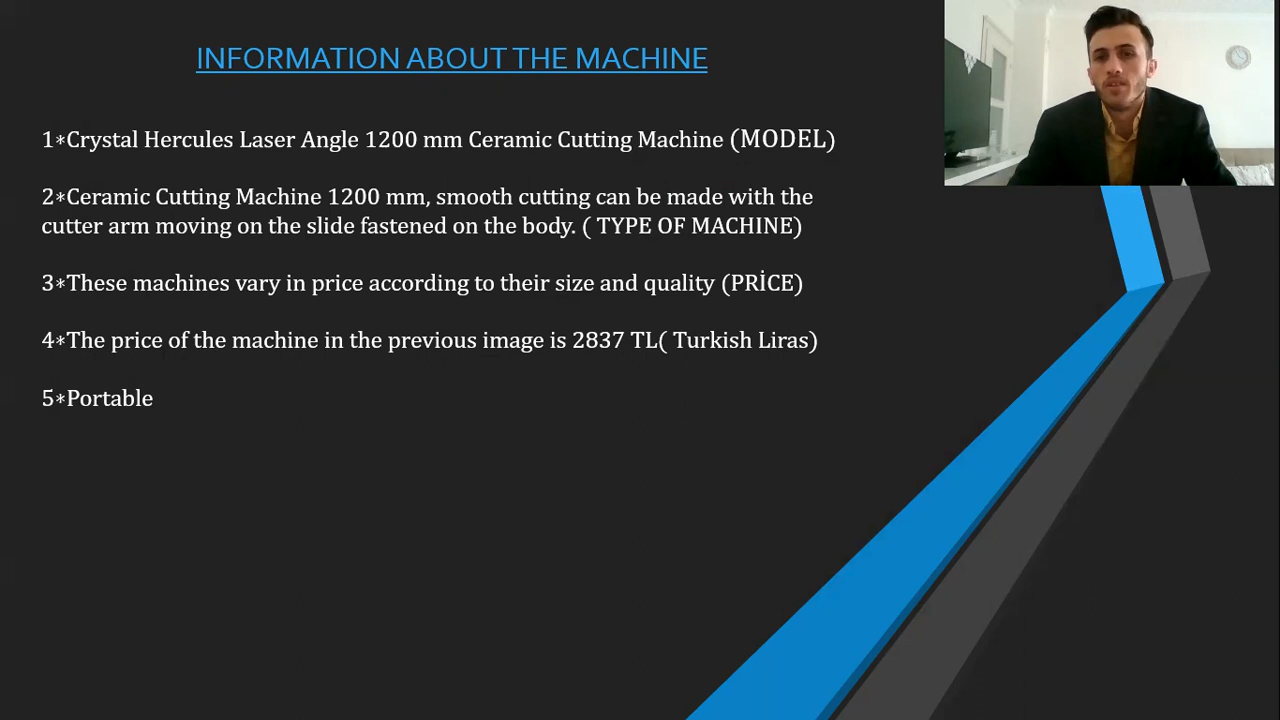 INFORMATION ABOUT THE MACHINE
1*Crystal Hercules Laser Angle 1200 mm Ceramic Cutting Machine (MODEL)
2*Ceramic Cutting Machine 1200 mm, smooth cutting can be made with the
cutter arm moving on the slide fastened on the body. ( TYPE OF MACHINE)
3*These machines vary in price according to their size and quality (PRİCE)
4*The price of the machine in the previous image is 2837 TL( Turkish Liras)
5*Portable